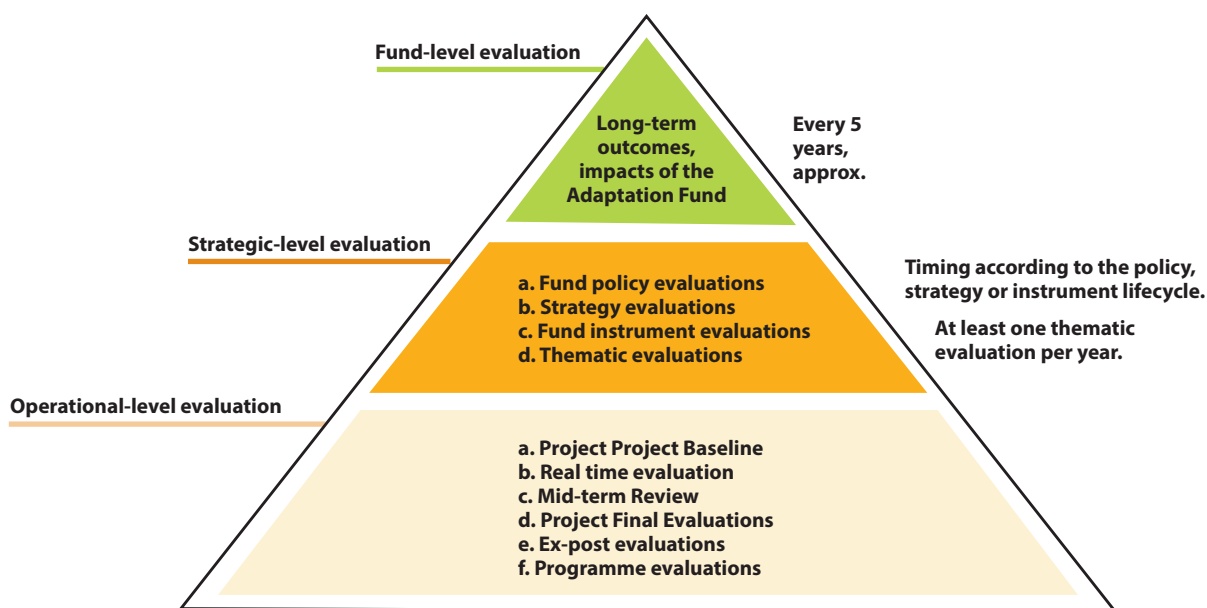 Fund-level evaluation
Long-term
outcomes,
impacts of the
Adaptation Fund
Every 5
years,
approx.
Strategic-level evaluation
a. Fund policy evaluations
b. Strategy evaluations
c. Fund instrument evaluations
d. Thematic evaluations
Timing according to the policy,
strategy or instrument lifecycle.
At least one thematic
evaluation per year.
Operational-level evaluation
a. Project Project Baseline
b. Real time evaluation
c. Mid-term Review
d. Project Final Evaluations
e. Ex-post evaluations
f. Programme evaluations